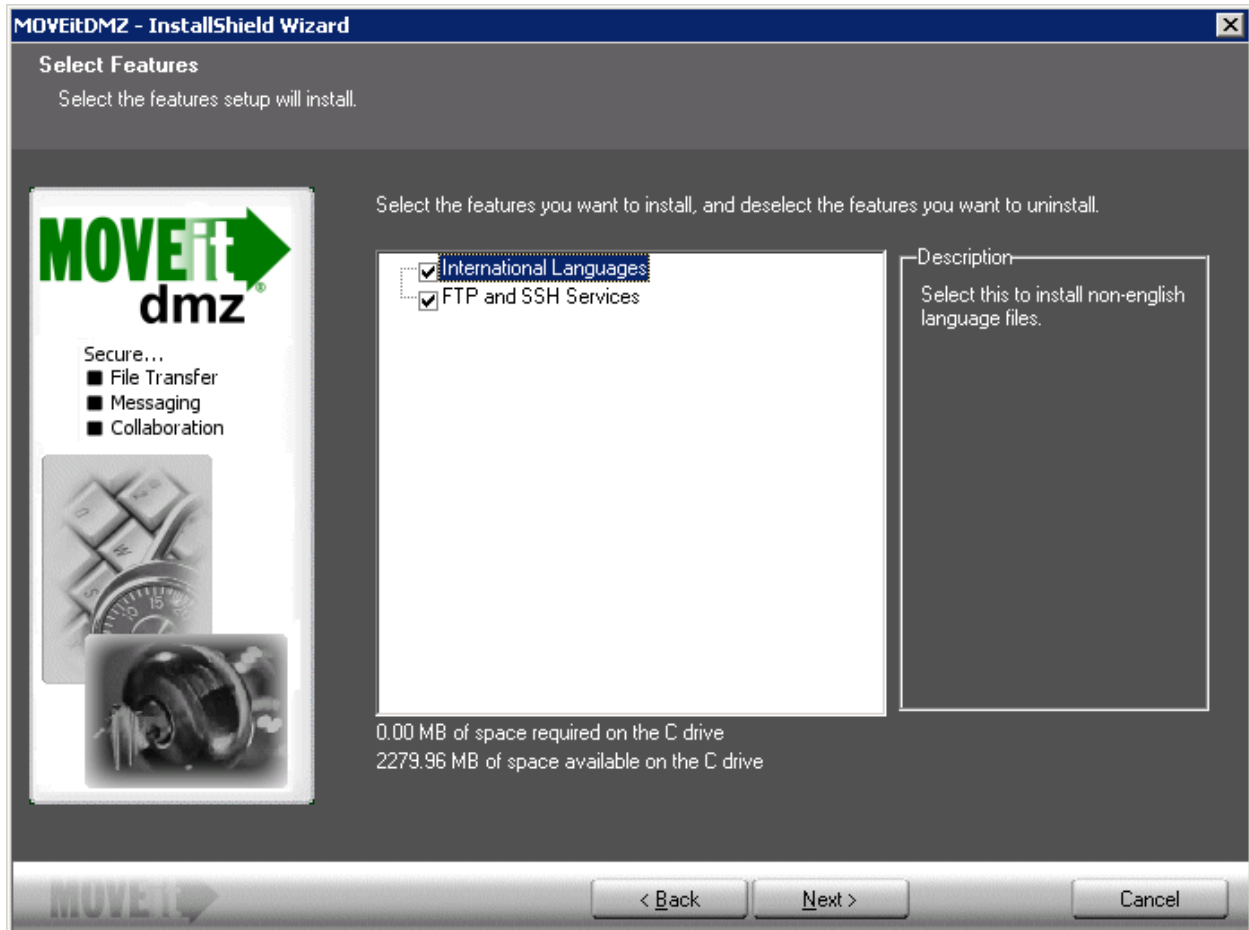 MOVEitDMZ - InstallShield Wizard
Select Features
Select the features setup will install.
MOVEit
dmz®
Secure...
File Transfer
Messaging
Collaboration
Select the features you want to install, and deselect the features you want to uninstall.
International Languages
FTP and SSH Services
Description
Select this to install non-english
language files.
0.00 MB of space required on the C drive
2279.96 MB of space available on the C drive
MOVEit
< Back
Next >
Cancel